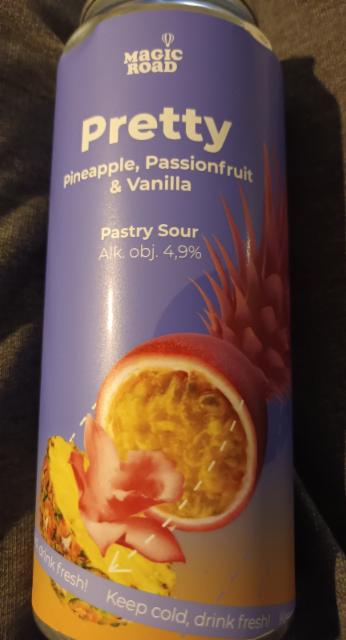 MAGIC
ROAD
Pretty
Pineapple, Passionfruit
& Vanilla
Pastry Sour
Alk. obj. 4,9%
drink fresh! Keep cold, drink fresh!